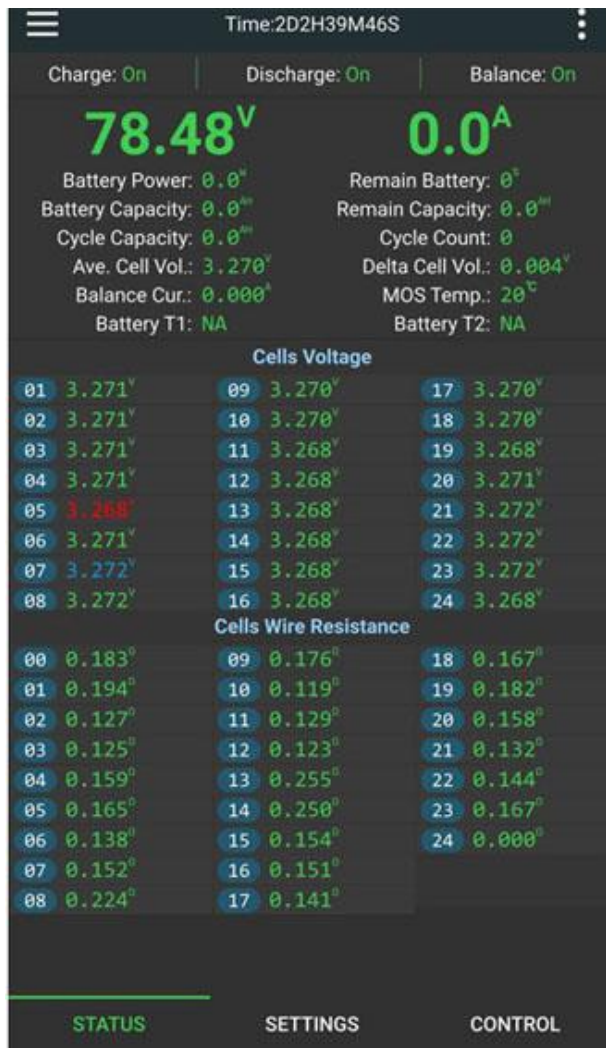 Time:2D2H39M46S
Charge: On Discharge: On Balance: On
78.48V 0.0A
Battery Power: 0.0W Remain Battery: 0%
Battery Capacity: 0.0AH Remain Capacity: 0.0AH
Cycle Capacity: 0.0AH Cycle Count: 0
Ave. Cell Vol.: 3.270V Delta Cell Vol.: 0.004V
Balance Cur.: 0.000A MOS Temp.: 20℃
Battery T1: NA Battery T2: NA
Cells Voltage
01 3.271V 09 3.270V 17 3.270V
02 3.271V 10 3.270V 18 3.270V
03 3.271V 11 3.268V 19 3.268V
04 3.271V 12 3.268V 20 3.271V
05 3.268V 13 3.268V 21 3.272V
06 3.271V 14 3.268V 22 3.272V
07 3.272V 15 3.268V 23 3.272V
08 3.272V 16 3.268V 24 3.268V
Cells Wire Resistance
00 0.183Ω 09 0.176Ω 18 0.167Ω
01 0.194Ω 10 0.119Ω 19 0.182Ω
02 0.127Ω 11 0.129Ω 20 0.158Ω
03 0.125Ω 12 0.123Ω 21 0.132Ω
04 0.159Ω 13 0.255Ω 22 0.144Ω
05 0.165Ω 14 0.250Ω 23 0.167Ω
06 0.138Ω 15 0.154Ω 24 0.000Ω
07 0.152Ω 16 0.151Ω
08 0.224Ω 17 0.141Ω
STATUS SETTINGS CONTROL